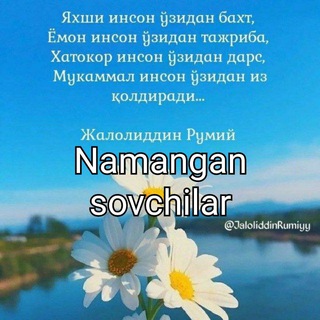 Яхши инсон ўзидан бахт,
Ёмон инсон ўзидан тажриба,
Хатокор инсон ўзидан дарс,
Мукаммал инсон ўзидан из
қолдиради...
Жалолиддин Румий
Namangan
sovchilar
@JaloliddinRumiyy